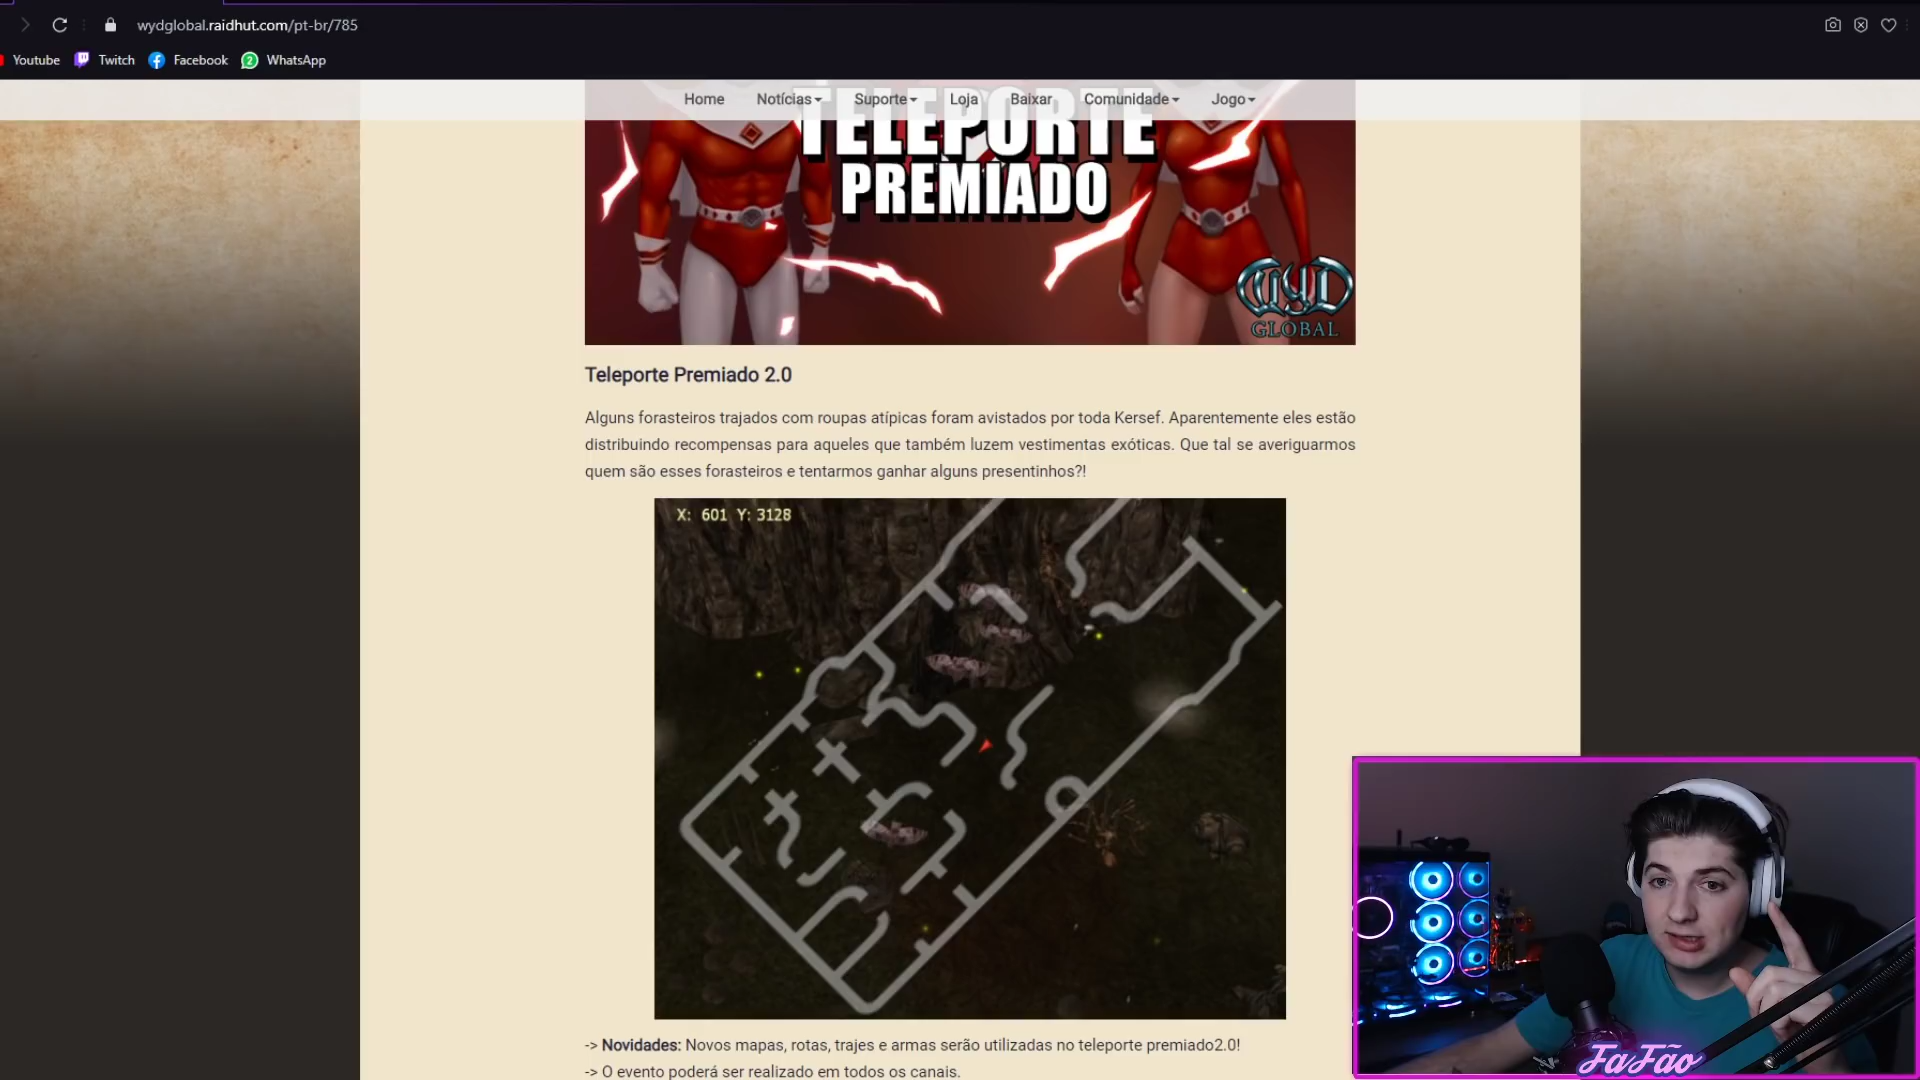 wydglobal.raidhut.com/pt-br/785
Youtube Twitch Facebook 2 WhatsApp
Home Notícias Suporte Loja Baixar Comunidade Jogo
TELEPORTE
PREMIADO
WYD
GLOBAL
Teleporte Premiado 2.0
Alguns forasteiros trajados com roupas atípicas foram avistados por toda Kersef. Aparentemente eles estão
distribuindo recompensas para aqueles que também luzem vestimentas exóticas. Que tal se averiguarmos
quem são esses forasteiros e tentarmos ganhar alguns presentinhos?!
X: 601 Y: 3128
-> Novidades: Novos mapas, rotas, trajes e armas serão utilizadas no teleporte premiado2.0!
-> O evento poderá ser realizado em todos os canais.
FaFão